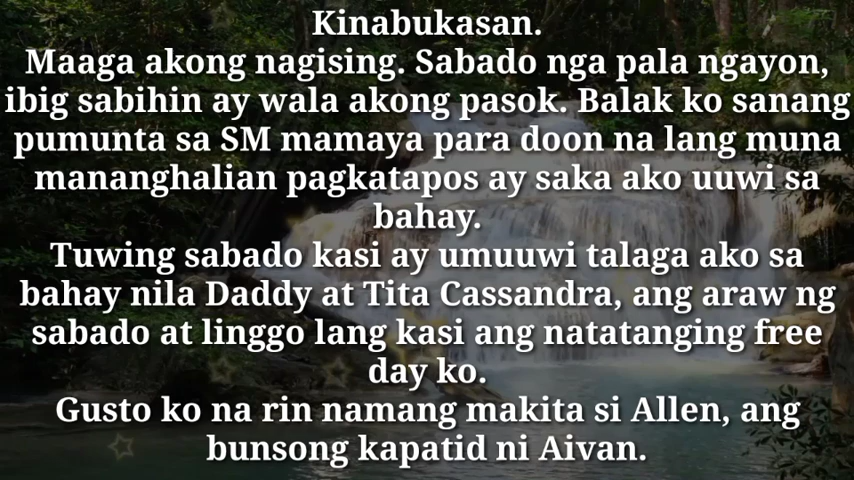 Kinabukasan.
Maaga akong nagising. Sabado nga pala ngayon,
ibig sabihin ay wala akong pasok. Balak ko sanang
pumunta sa SM mamaya para doon na lang muna
mananghalian pagkatapos ay saka ako uuwi sa
bahay.
Tuwing sabado kasi ay umuuwi talaga ako sa
bahay nila Daddy at Tita Cassandra, ang araw ng
sabado at linggo lang kasi ang natatanging free
day ko.
Gusto ko na rin namang makita si Allen, ang
bunsong kapatid ni Aivan.